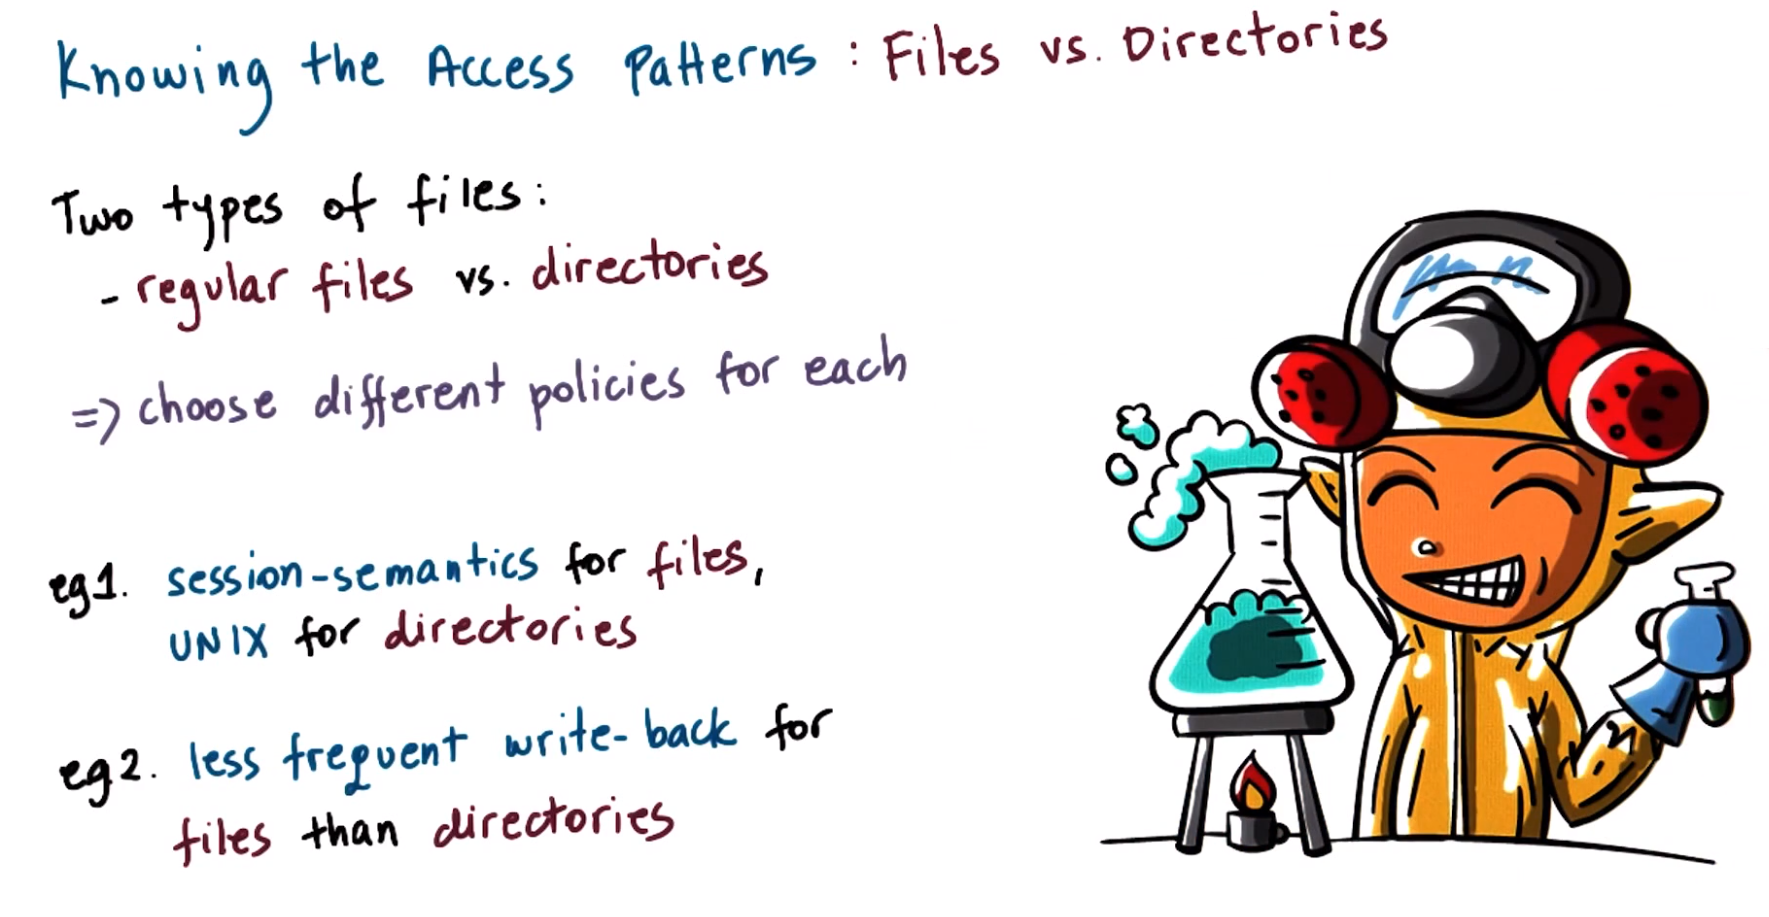 Knowing the Access Patterns : Files vs. Directories
Two types of files:
- regular files vs. directories
=> choose different policies for each
eg1. session-semantics for files,
UNIX for directories
eg2. less frequent write-back for
files than directories